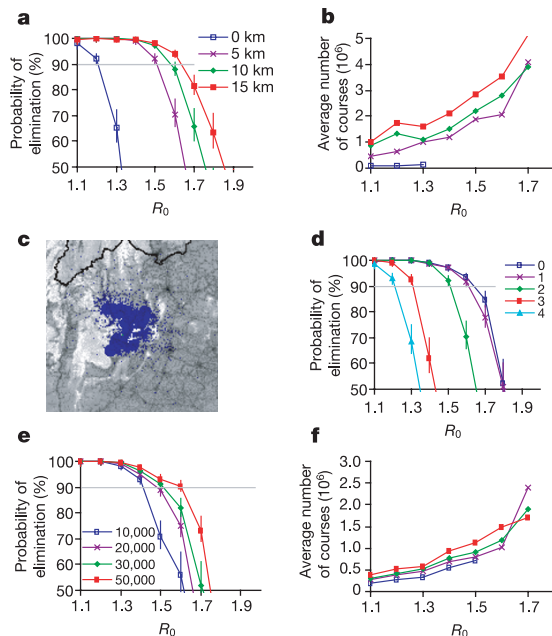 a
Probability of
elimination (%)
100
90
80
70
60
50
1.1 1.3 1.5 1.7 1.9
R0
0 km
5 km
10 km
15 km
b
Average number
of courses (10⁶)
5
4
3
2
1
0
1.1 1.3 1.5 1.7
R0
c
d
Probability of
elimination (%)
100
90
80
70
60
50
1.1 1.3 1.5 1.7 1.9
R0
0
1
2
3
4
e
Probability of
elimination (%)
100
90
80
70
60
50
1.1 1.3 1.5 1.7 1.9
R0
10,000
20,000
30,000
50,000
f
Average number
of courses (10⁶)
3.0
2.5
2.0
1.5
1.0
0.5
0
1.1 1.3 1.5 1.7
R0